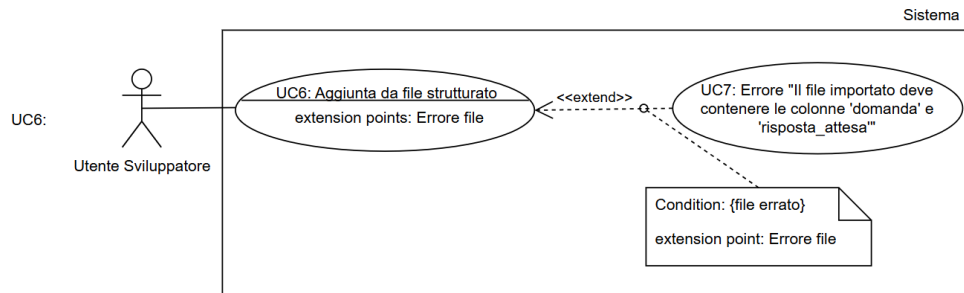 Sistema
UC6:
Utente Sviluppatore
UC6: Aggiunta da file strutturato
extension points: Errore file
<<extend>>
UC7: Errore "Il file importato deve
contenere le colonne 'domanda' e
'risposta_attesa'"
Condition: {file errato}
extension point: Errore file